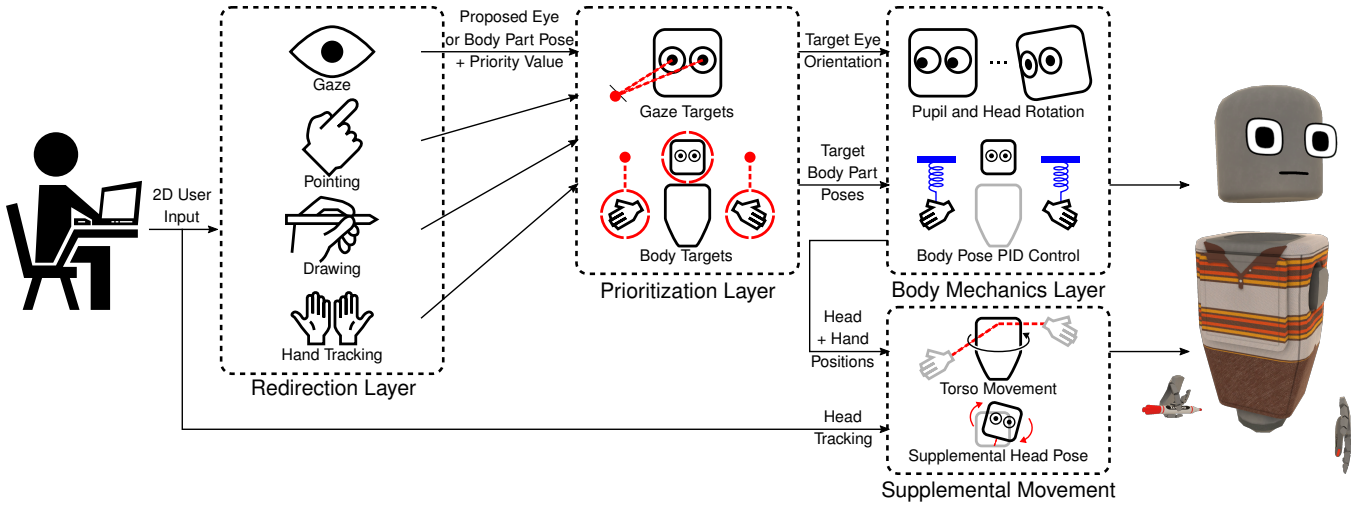 2D User
Input
Gaze
Pointing
Drawing
Hand Tracking
Redirection Layer
Proposed Eye
or Body Part Pose
+ Priority Value
Gaze Targets
Body Targets
Prioritization Layer
Target Eye
Orientation
Target
Body Part
Poses
Pupil and Head Rotation
Body Pose PID Control
Body Mechanics Layer
Head
+ Hand
Positions
Head
Tracking
Torso Movement
Supplemental Head Pose
Supplemental Movement